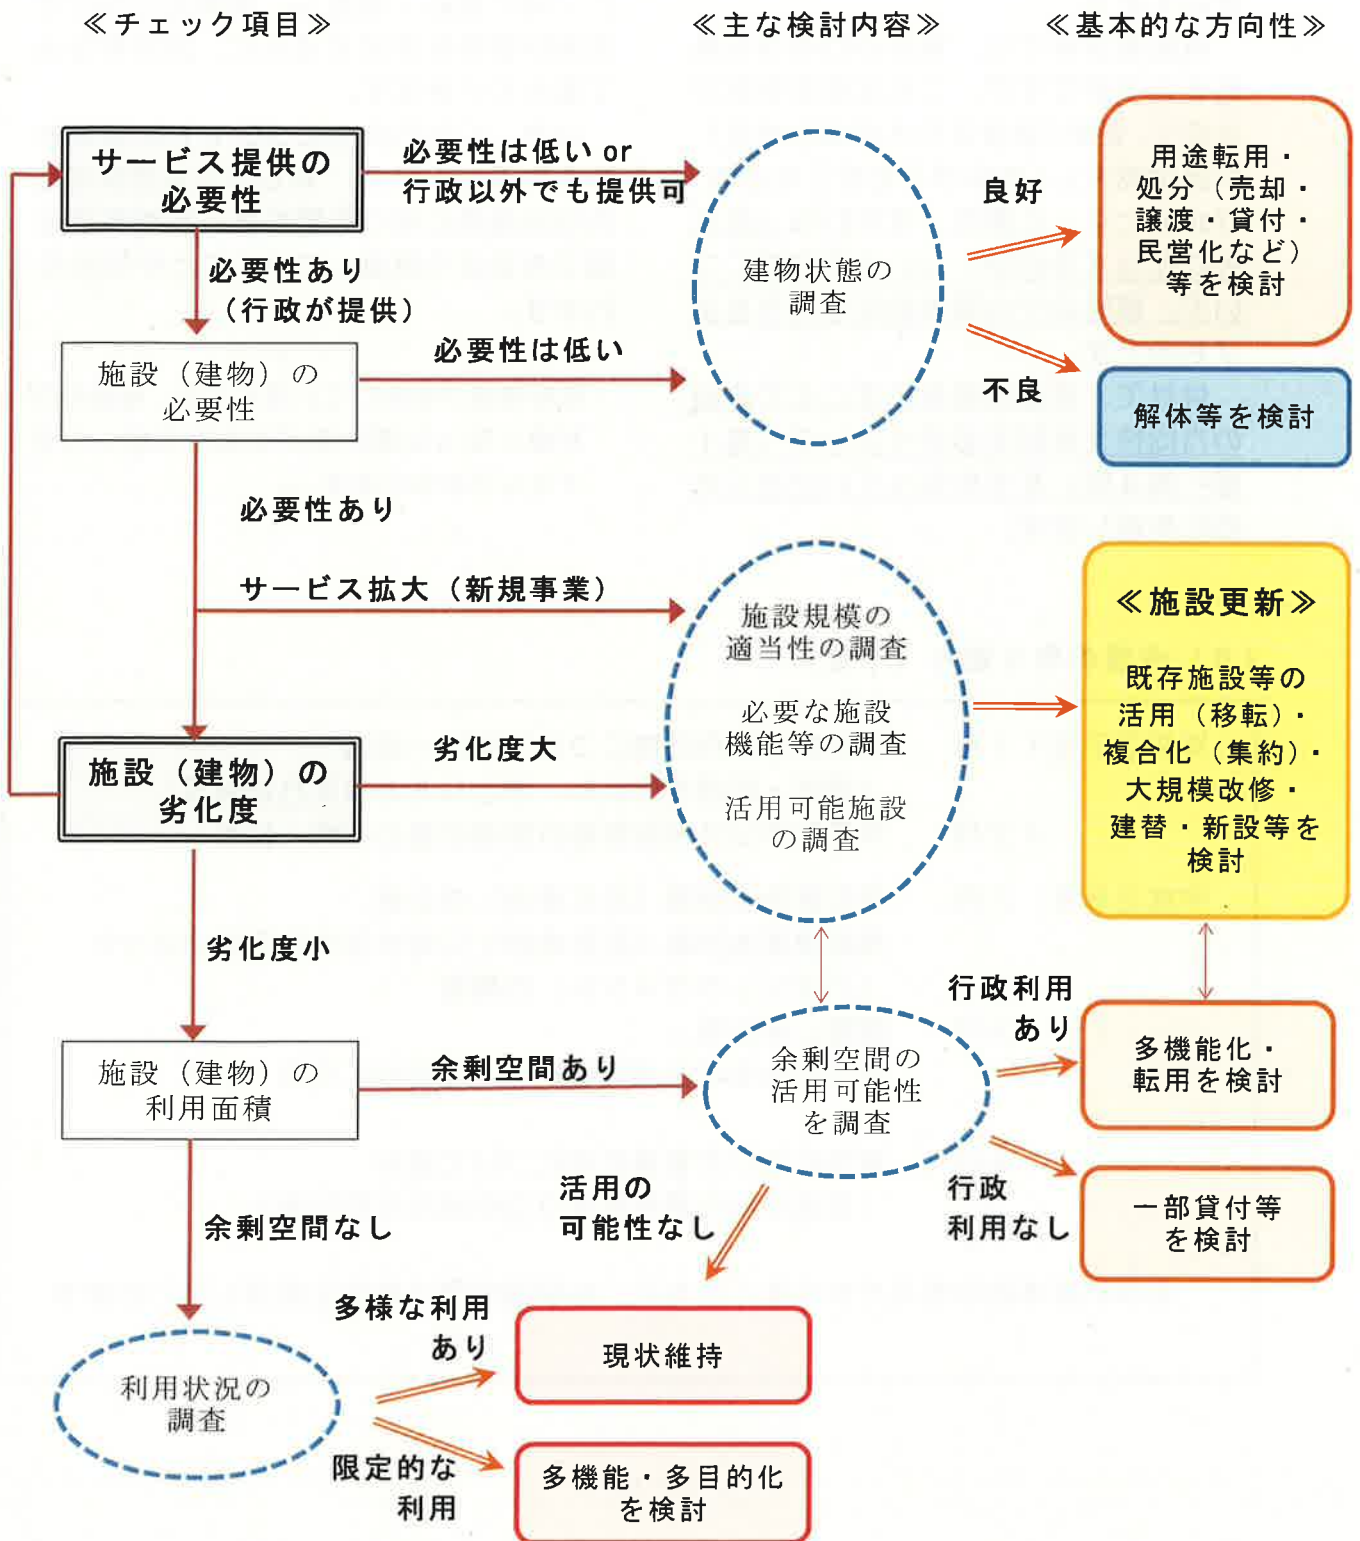 ≪チェック項目≫
≪主な検討内容≫
≪基本的な方向性≫
サービス提供の
必要性
必要性は低い or
行政以外でも提供可
建物状態の
調査
良好
用途転用・
処分（売却・
譲渡・貸付・
民営化など）
等を検討
必要性あり
（行政が提供）
施設（建物）の
必要性
必要性は低い
不良
解体等を検討
必要性あり
サービス拡大（新規事業）
施設規模の
適当性の調査
必要な施設
機能等の調査
活用可能施設
の調査
≪施設更新≫
既存施設等の
活用（移転）・
複合化（集約）・
大規模改修・
建替・新設等を
検討
施設（建物）の
劣化度
劣化度大
劣化度小
施設（建物）の
利用面積
余剰空間あり
余剰空間の
活用可能性
を調査
行政利用
あり
多機能化・
転用を検討
行政
利用なし
一部貸付等
を検討
活用の
可能性なし
余剰空間なし
利用状況の
調査
多様な利用
あり
現状維持
限定的な
利用
多機能・多目的化
を検討